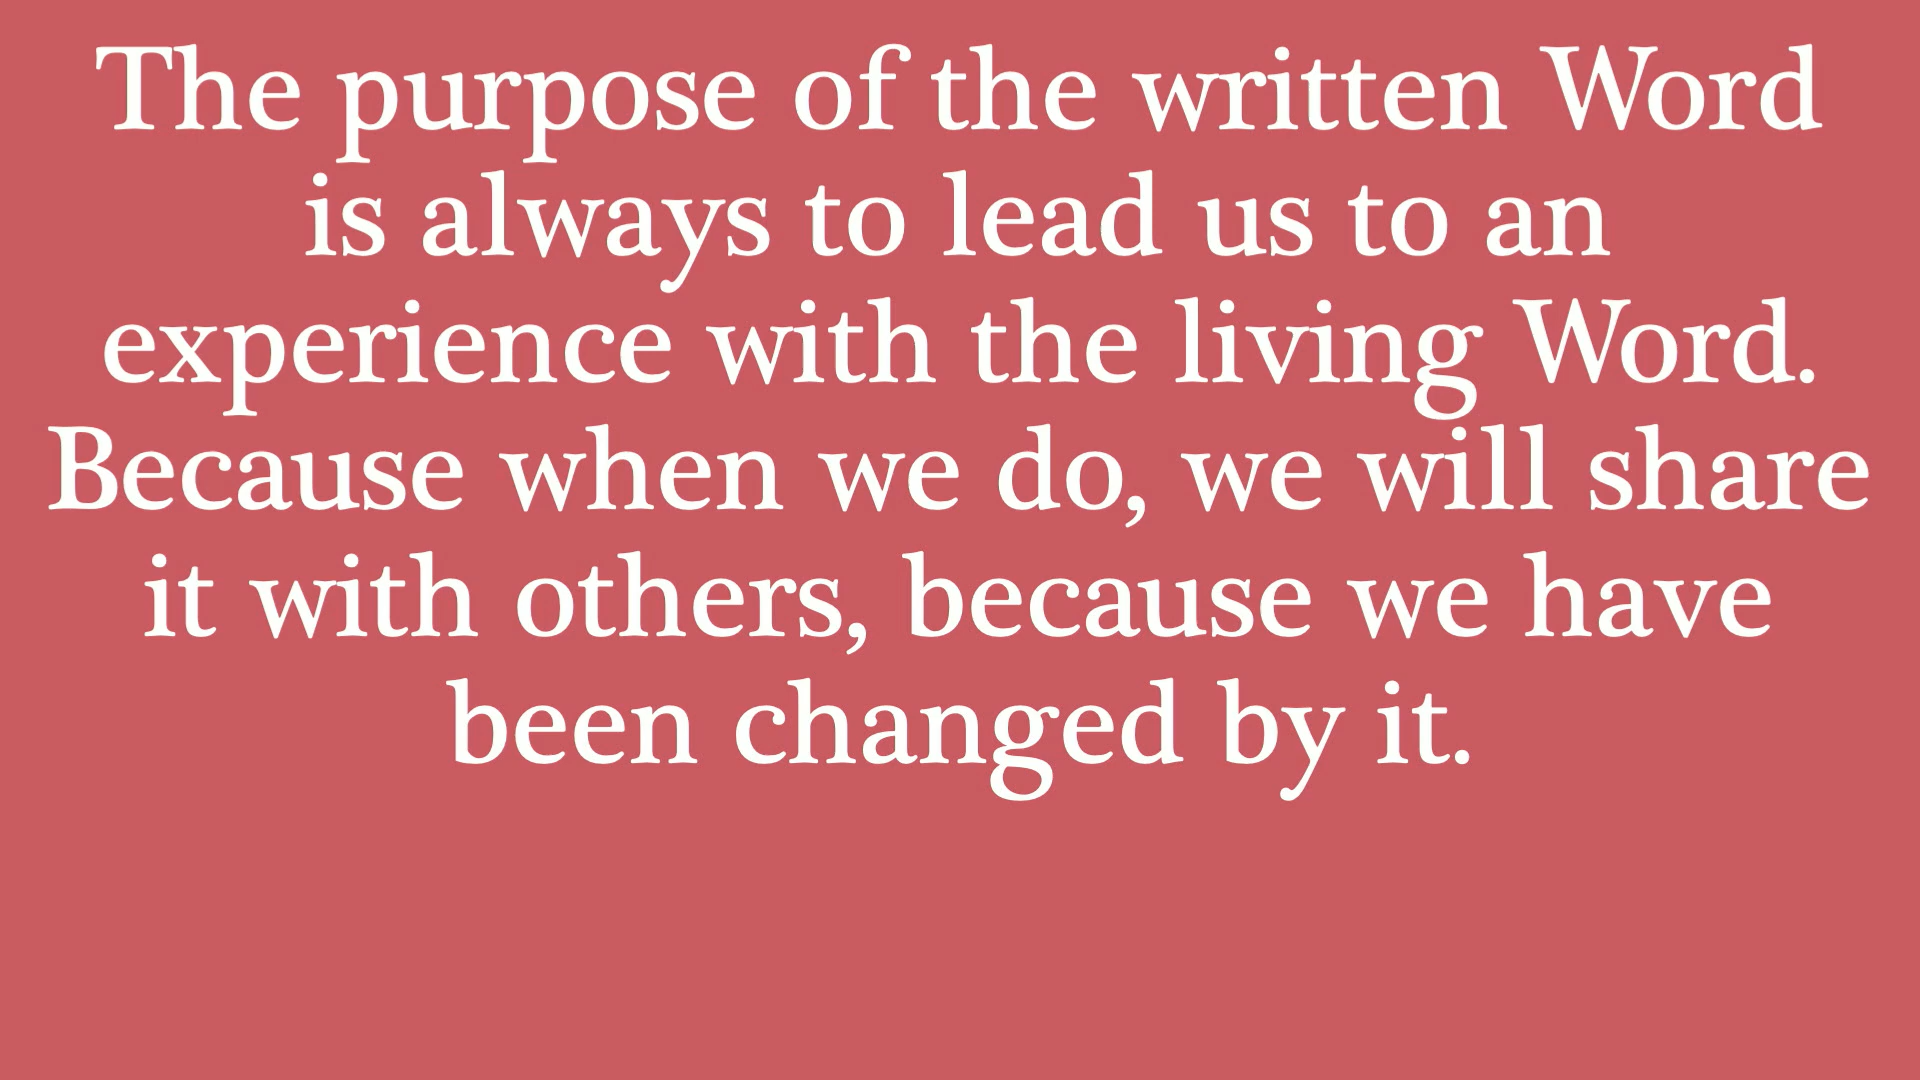 The purpose of the written Word
is always to lead us to an
experience with the living Word.
Because when we do, we will share
it with others, because we have
been changed by it.